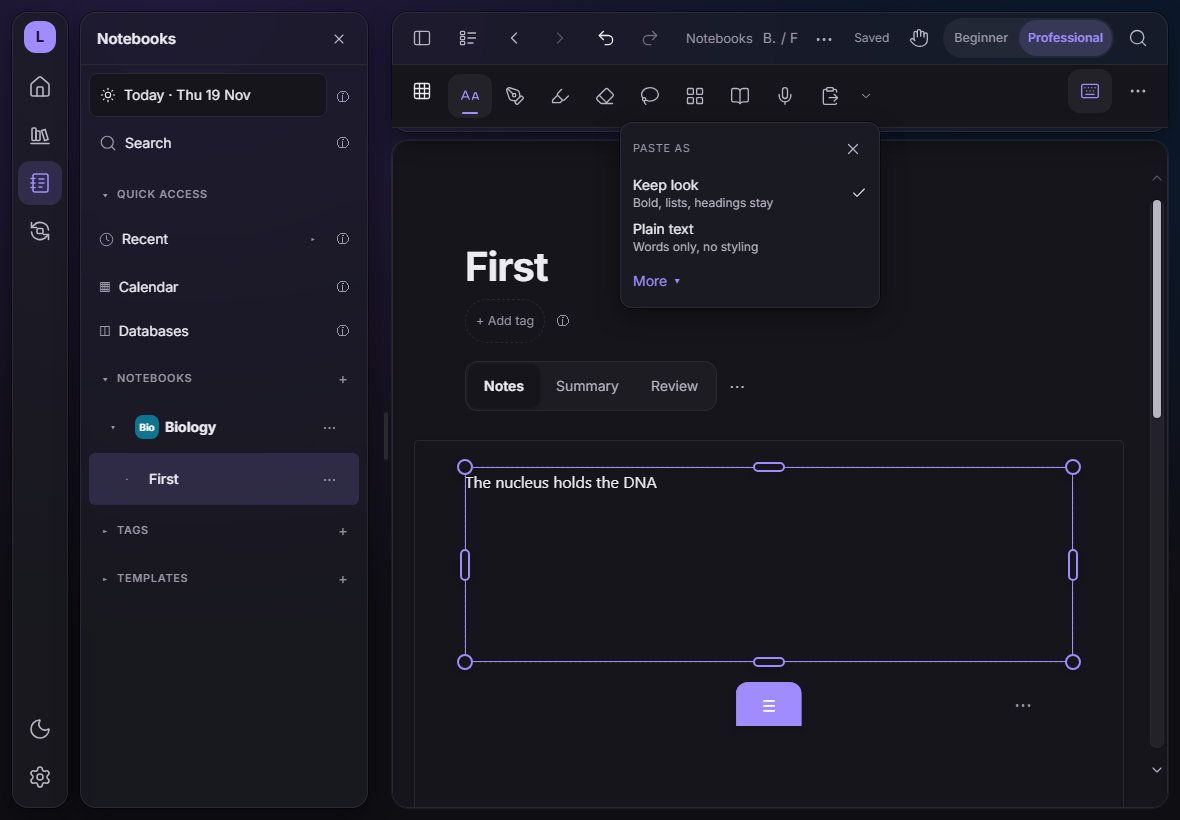 L
Notebooks
Today · Thu 19 Nov
Search
QUICK ACCESS
Recent
Calendar
Databases
NOTEBOOKS
Bio Biology
First
TAGS
TEMPLATES
Notebooks B. / F
Saved
Beginner
Professional
AA
PASTE AS
Keep look
Bold, lists, headings stay
Plain text
Words only, no styling
More
First
+ Add tag
Notes
Summary
Review
The nucleus holds the DNA